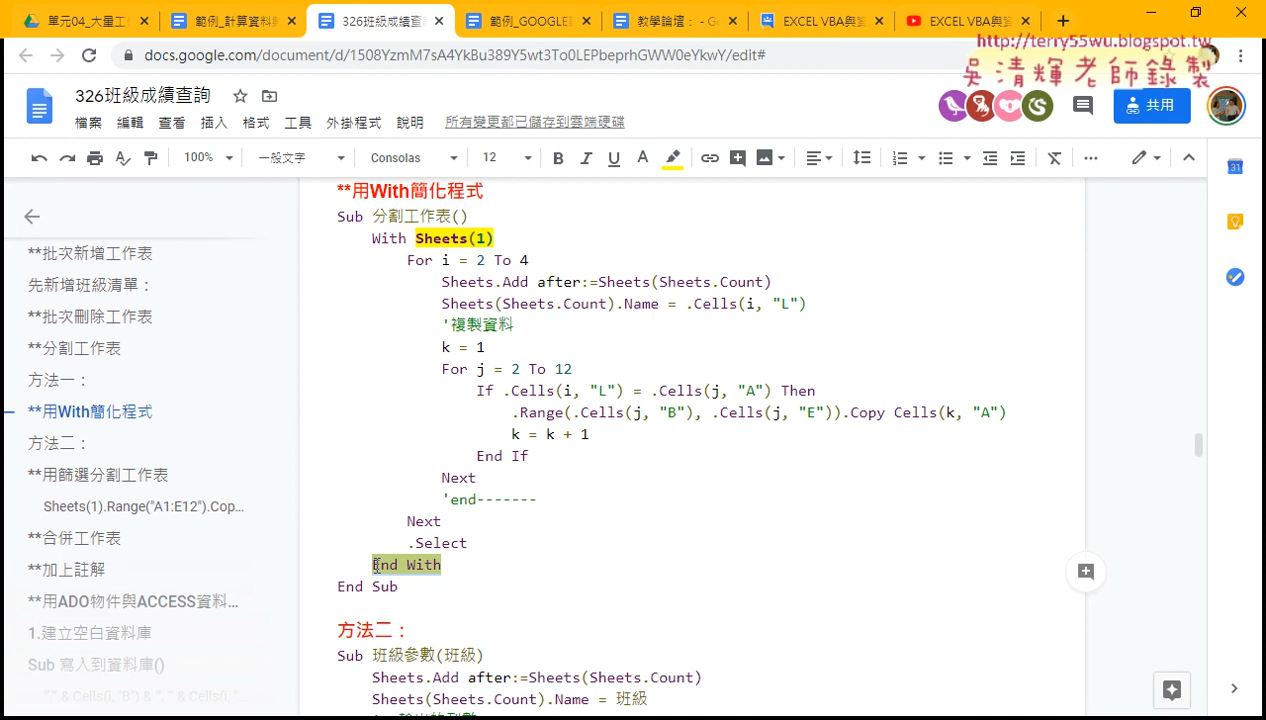 單元04_大量工
範例_計算資料
326班級成績查
範例_GOOGLE
教學論壇： - Go
EXCEL VBA與資
EXCEL VBA與資
docs.google.com/document/d/1508YzmM7sA4YkBu389Y5wt3To0LEPbeprhGWW0eYkwY/edit#
http://terry55wu.blogspot.tw
吳清輝老師錄製
326班級成績查詢
檔案 編輯 查看 插入 格式 工具 外掛程式 說明 所有變更都已儲存到雲端硬碟
共用
100% 一般文字 Consolas 12
**批次新增工作表
先新增班級清單：
**批次刪除工作表
**分割工作表
方法一：
**用With簡化程式
方法二：
**用篩選分割工作表
Sheets(1).Range("A1:E12").Cop...
**合併工作表
**加上註解
**用ADO物件與ACCESS資料...
1.建立空白資料庫
Sub 寫入到資料庫()
"'" & Cells(i, "B") & "', '" & Cells(i, "...
**用With簡化程式
Sub 分割工作表()
With Sheets(1)
For i = 2 To 4
Sheets.Add after:=Sheets(Sheets.Count)
Sheets(Sheets.Count).Name = .Cells(i, "L")
'複製資料
k = 1
For j = 2 To 12
If .Cells(i, "L") = .Cells(j, "A") Then
.Range(.Cells(j, "B"), .Cells(j, "E")).Copy Cells(k, "A")
k = k + 1
End If
Next
'end-------
Next
.Select
End With
End Sub
方法二：
Sub 班級參數(班級)
Sheets.Add after:=Sheets(Sheets.Count)
Sheets(Sheets.Count).Name = 班級